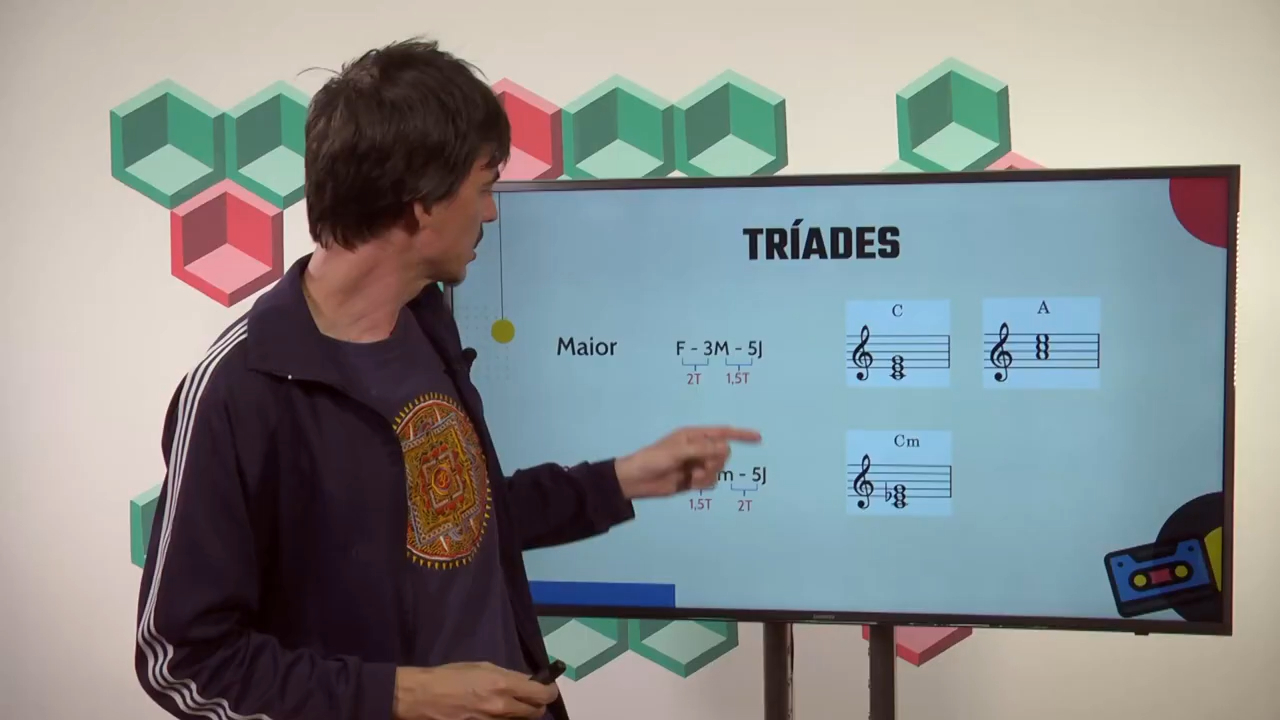 TRÍADES
Maior
F - 3M - 5J
2T 1,5T
C
A
m - 5J
1,5T 2T
Cm